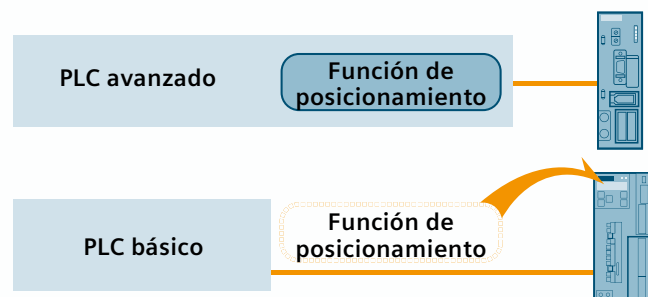 PLC avanzado
Función de
posicionamiento
PLC básico
Función de
posicionamiento